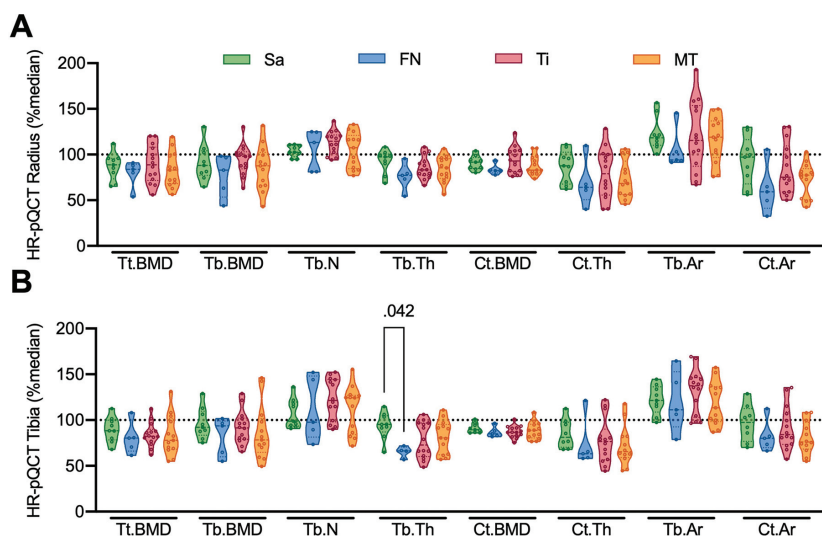 A
Sa FN Ti MT
HR-pQCT Radius (%median)
200
150
100
50
0
Tt.BMD Tb.BMD Tb.N Tb.Th Ct.BMD Ct.Th Tb.Ar Ct.Ar
B
.042
HR-pQCT Tibia (%median)
200
150
100
50
0
Tt.BMD Tb.BMD Tb.N Tb.Th Ct.BMD Ct.Th Tb.Ar Ct.Ar